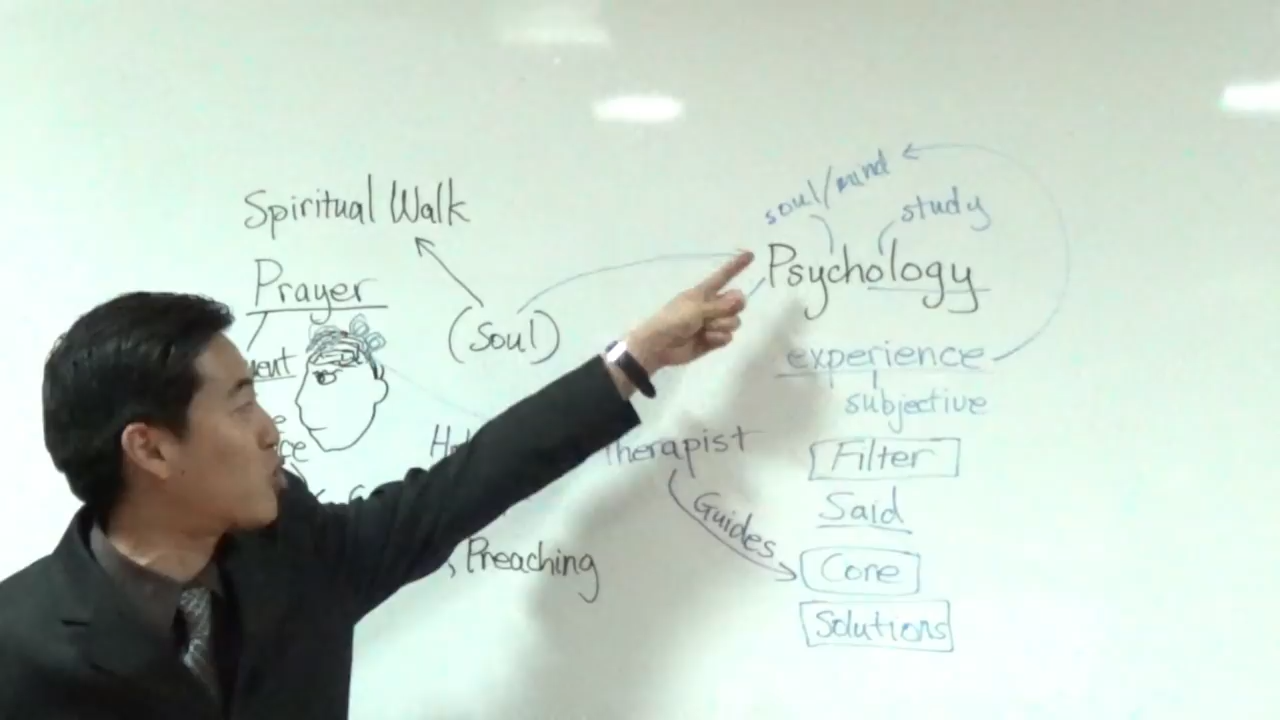 Spiritual Walk
Prayer
(Soul)
Preaching
soul/mind
study
Psychology
experience
subjective
Therapist
Guides
Filter
Said
Core
Solutions